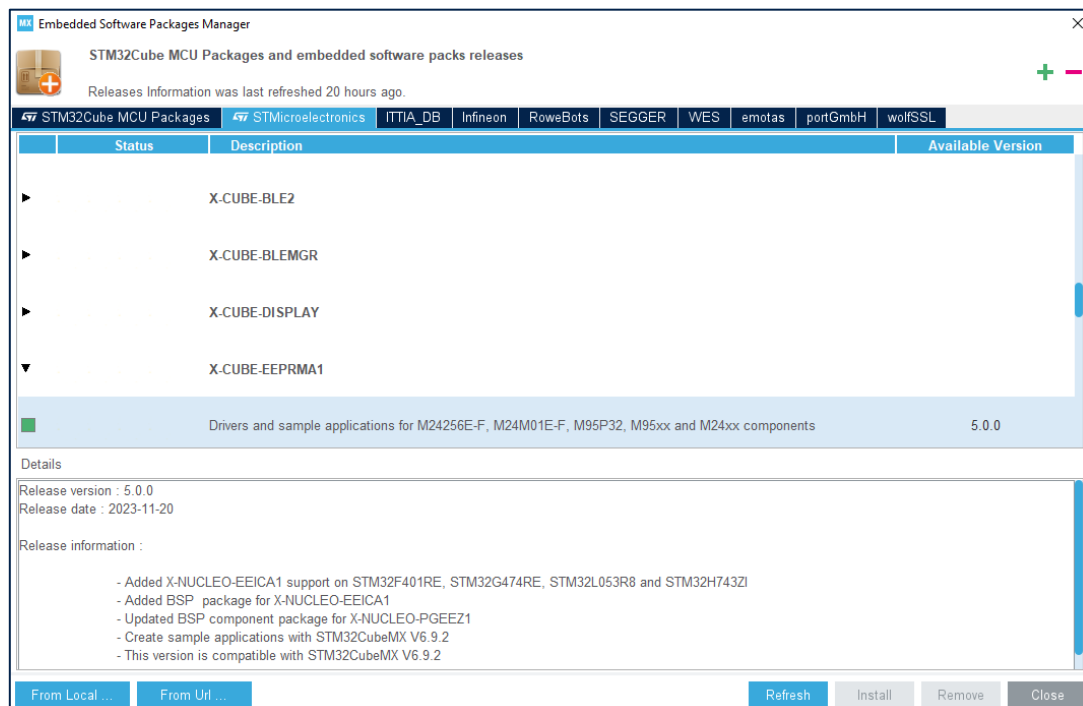 MX Embedded Software Packages Manager
STM32Cube MCU Packages and embedded software packs releases
Releases Information was last refreshed 20 hours ago.
STM32Cube MCU Packages STMicroelectronics ITTIA_DB Infineon RoweBots SEGGER WES emotas portGmbH wolfSSL
Status Description Available Version
X-CUBE-BLE2
X-CUBE-BLEMGR
X-CUBE-DISPLAY
X-CUBE-EEPRMA1
Drivers and sample applications for M24256E-F, M24M01E-F, M95P32, M95xx and M24xx components 5.0.0
Details
Release version : 5.0.0
Release date : 2023-11-20
Release information :
- Added X-NUCLEO-EEICA1 support on STM32F401RE, STM32G474RE, STM32L053R8 and STM32H743ZI
- Added BSP package for X-NUCLEO-EEICA1
- Updated BSP component package for X-NUCLEO-PGEEZ1
- Create sample applications with STM32CubeMX V6.9.2
- This version is compatible with STM32CubeMX V6.9.2
From Local ... From Url ... Refresh Install Remove Close